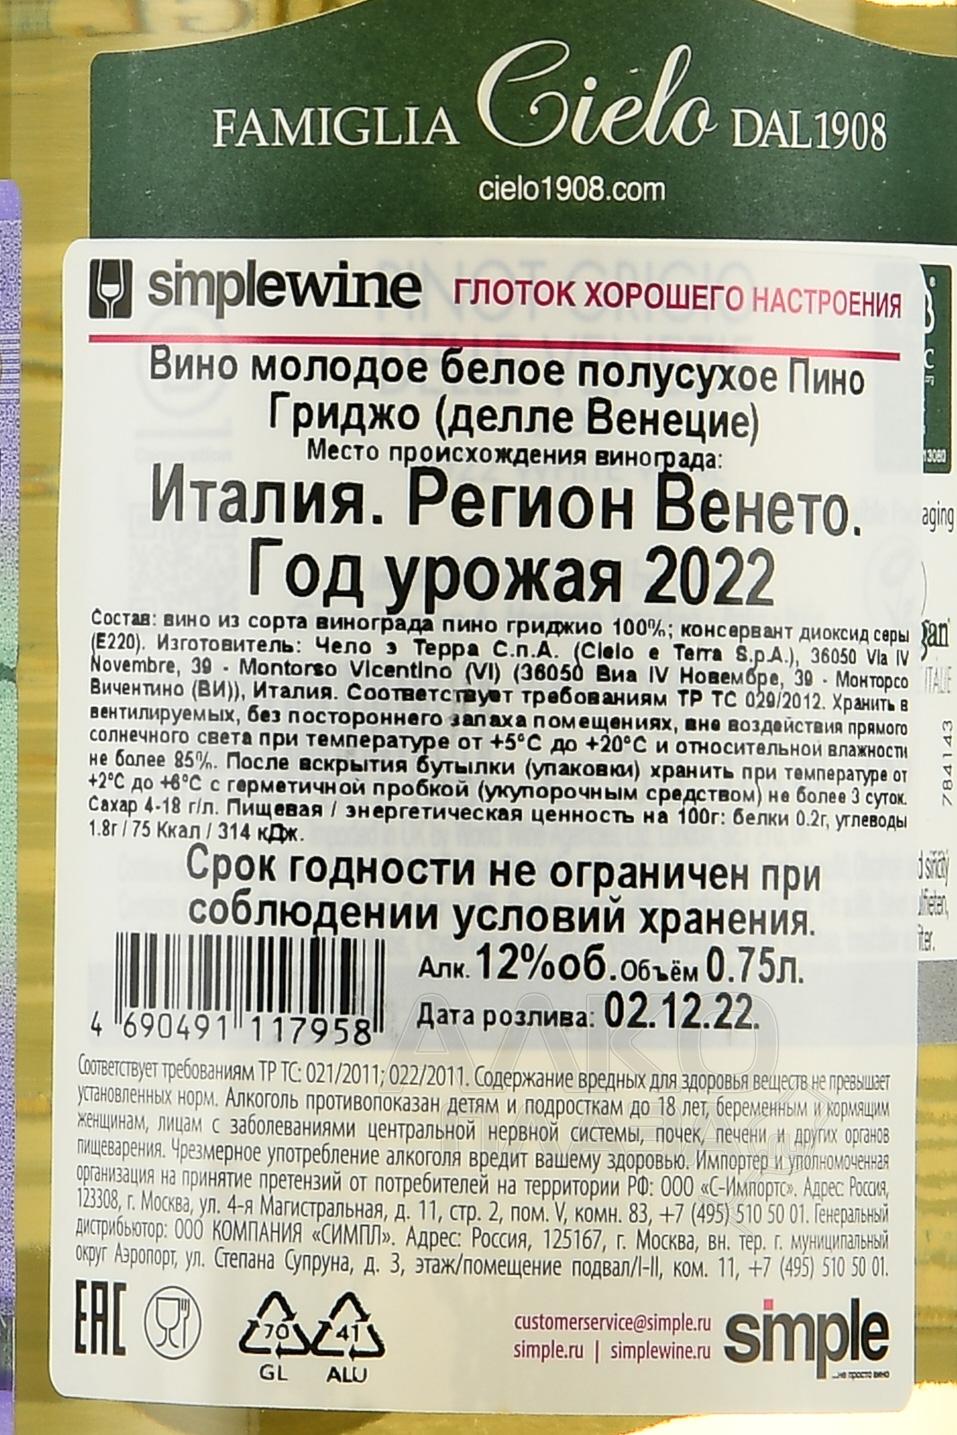 FAMIGLIA Cielo DAL 1908
cielo1908.com
simplewine ГЛОТОК ХОРОШЕГО НАСТРОЕНИЯ
Вино молодое белое полусухое Пино
Гриджо (делле Венецие)
Место происхождения винограда:
Италия. Регион Венето.
Год урожая 2022
Состав: вино из сорта винограда пино гриджио 100%; консервант диоксид серы
(E220). Изготовитель: Чело э Терра С.п.А. (Cielo e Terra S.p.A.), 36050 Via IV
Novembre, 39 - Montorso Vicentino (VI) (36050 Виа IV Новембре, 39 - Монторсо
Вичентино (ВИ)), Италия. Соответствует требованиям ТР ТС 029/2012. Хранить в
вентилируемых, без постороннего запаха помещениях, вне воздействия прямого
солнечного света при температуре от +5°C до +20°C и относительной влажности
не более 85%. После вскрытия бутылки (упаковки) хранить при температуре от
+2°C до +6°C с герметичной пробкой (укупорочным средством) не более 3 суток.
Сахар 4-18 г/л. Пищевая / энергетическая ценность на 100г: белки 0.2г, углеводы
1.8г / 75 Ккал / 314 кДж.
Срок годности не ограничен при
соблюдении условий хранения.
Алк. 12%об. Объём 0.75л.
Дата розлива: 02.12.22.
4 690491 117958
Соответствует требованиям ТР ТС: 021/2011; 022/2011. Содержание вредных для здоровья веществ не превышает
установленных норм. Алкоголь противопоказан детям и подросткам до 18 лет, беременным и кормящим
женщинам, лицам с заболеваниями центральной нервной системы, почек, печени и других органов
пищеварения. Чрезмерное употребление алкоголя вредит вашему здоровью. Импортер и уполномоченная
организация на принятие претензий от потребителей на территории РФ: ООО «С-Импортс». Адрес: Россия,
123308, г. Москва, ул. 4-я Магистральная, д. 11, стр. 2, пом. V, комн. 83, +7 (495) 510 50 01. Генеральный
дистрибьютор: ООО КОМПАНИЯ «СИМПЛ». Адрес: Россия, 125167, г. Москва, вн. тер. г. муниципальный
округ Аэропорт, ул. Степана Супруна, д. 3, этаж/помещение подвал/I-II, ком. 11, +7 (495) 510 50 01.
EAC
70 41
GL ALU
customerservice@simple.ru
simple.ru | simplewine.ru
simple
...не просто вино
784143